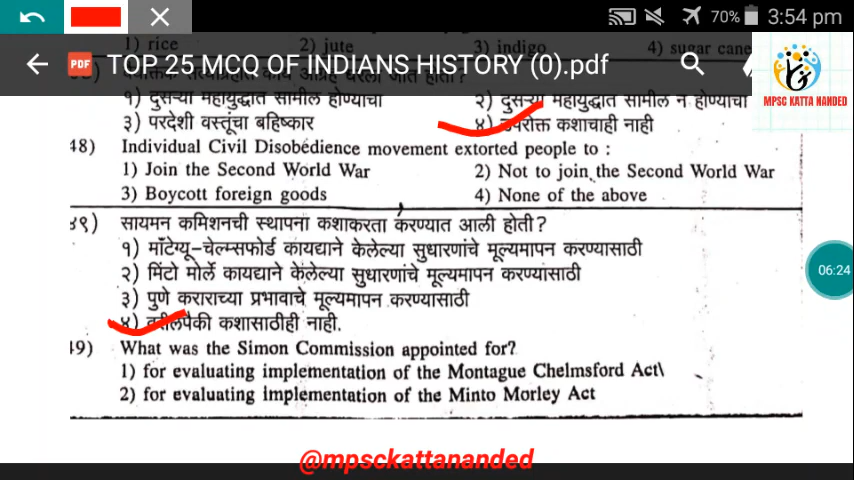 70% 3:54 pm
1) rice 2) jute 3) indigo 4) sugar cane
PDF TOP 25 MCQ OF INDIANS HISTORY (0).pdf
MPSC KATTA NANDED
१) दुसऱ्या महायुद्धात सामील होण्याचा २) दुसऱ्या महायुद्धात सामील न होण्याचा
३) परदेशी वस्तूंचा बहिष्कार ४) उपरोक्त कशाचाही नाही
48) Individual Civil Disobedience movement extorted people to :
1) Join the Second World War 2) Not to join the Second World War
3) Boycott foreign goods 4) None of the above
४९) सायमन कमिशनची स्थापना कशाकरता करण्यात आली होती?
१) माँटेग्यू-चेल्म्सफोर्ड कायद्याने केलेल्या सुधारणांचे मूल्यमापन करण्यासाठी
२) मिंटो मोर्ले कायद्याने केलेल्या सुधारणांचे मूल्यमापन करण्यासाठी
३) पुणे कराराच्या प्रभावाचे मूल्यमापन करण्यासाठी
४) वरीलपैकी कशासाठीही नाही.
49) What was the Simon Commission appointed for?
1) for evaluating implementation of the Montague Chelmsford Act\
2) for evaluating implementation of the Minto Morley Act
06:24
@mpsckattananded